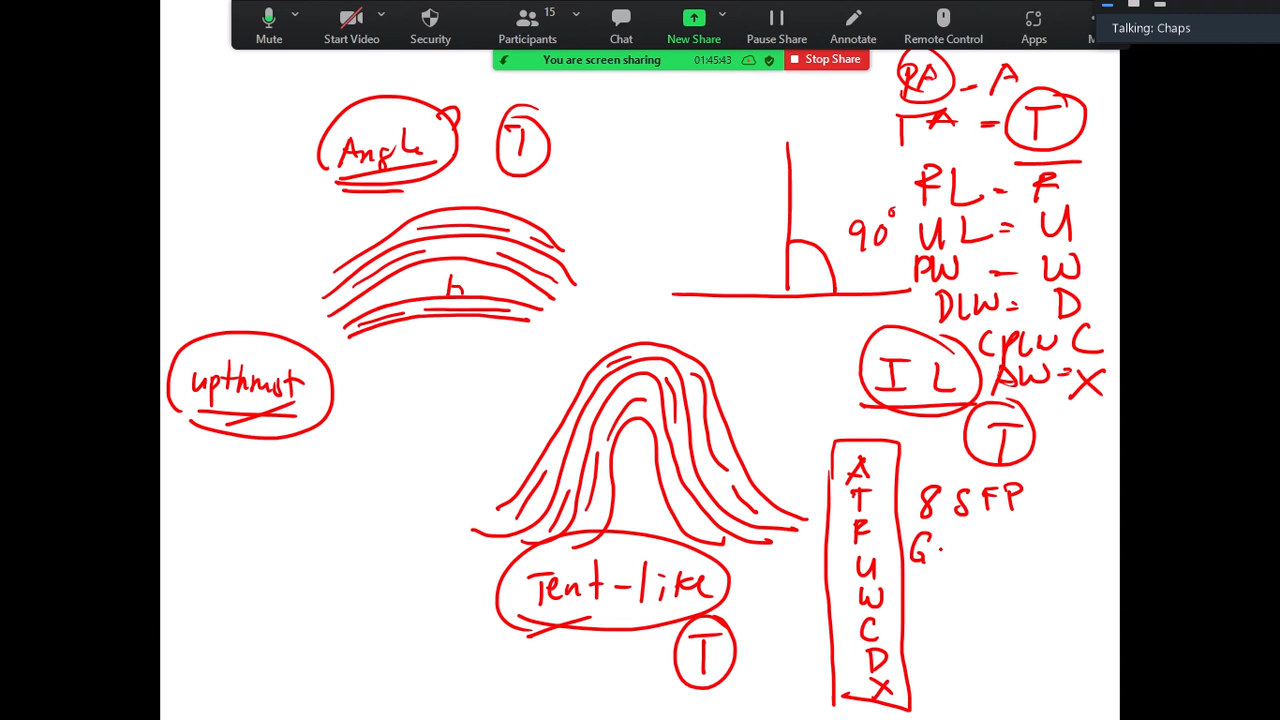 Mute
Start Video
Security
Participants
15
Chat
New Share
Pause Share
Annotate
Remote Control
Apps
Talking: Chaps
You are screen sharing
01:45:43
Stop Share
Angle
T
RA - A
TA = T
RL = R
UL = U
PW = W
DLW = D
CPLW C
AW = X
90°
h
upthrust
IL
T
Tent-like
T
A
T
R
U
W
C
D
X
8 SFP
G